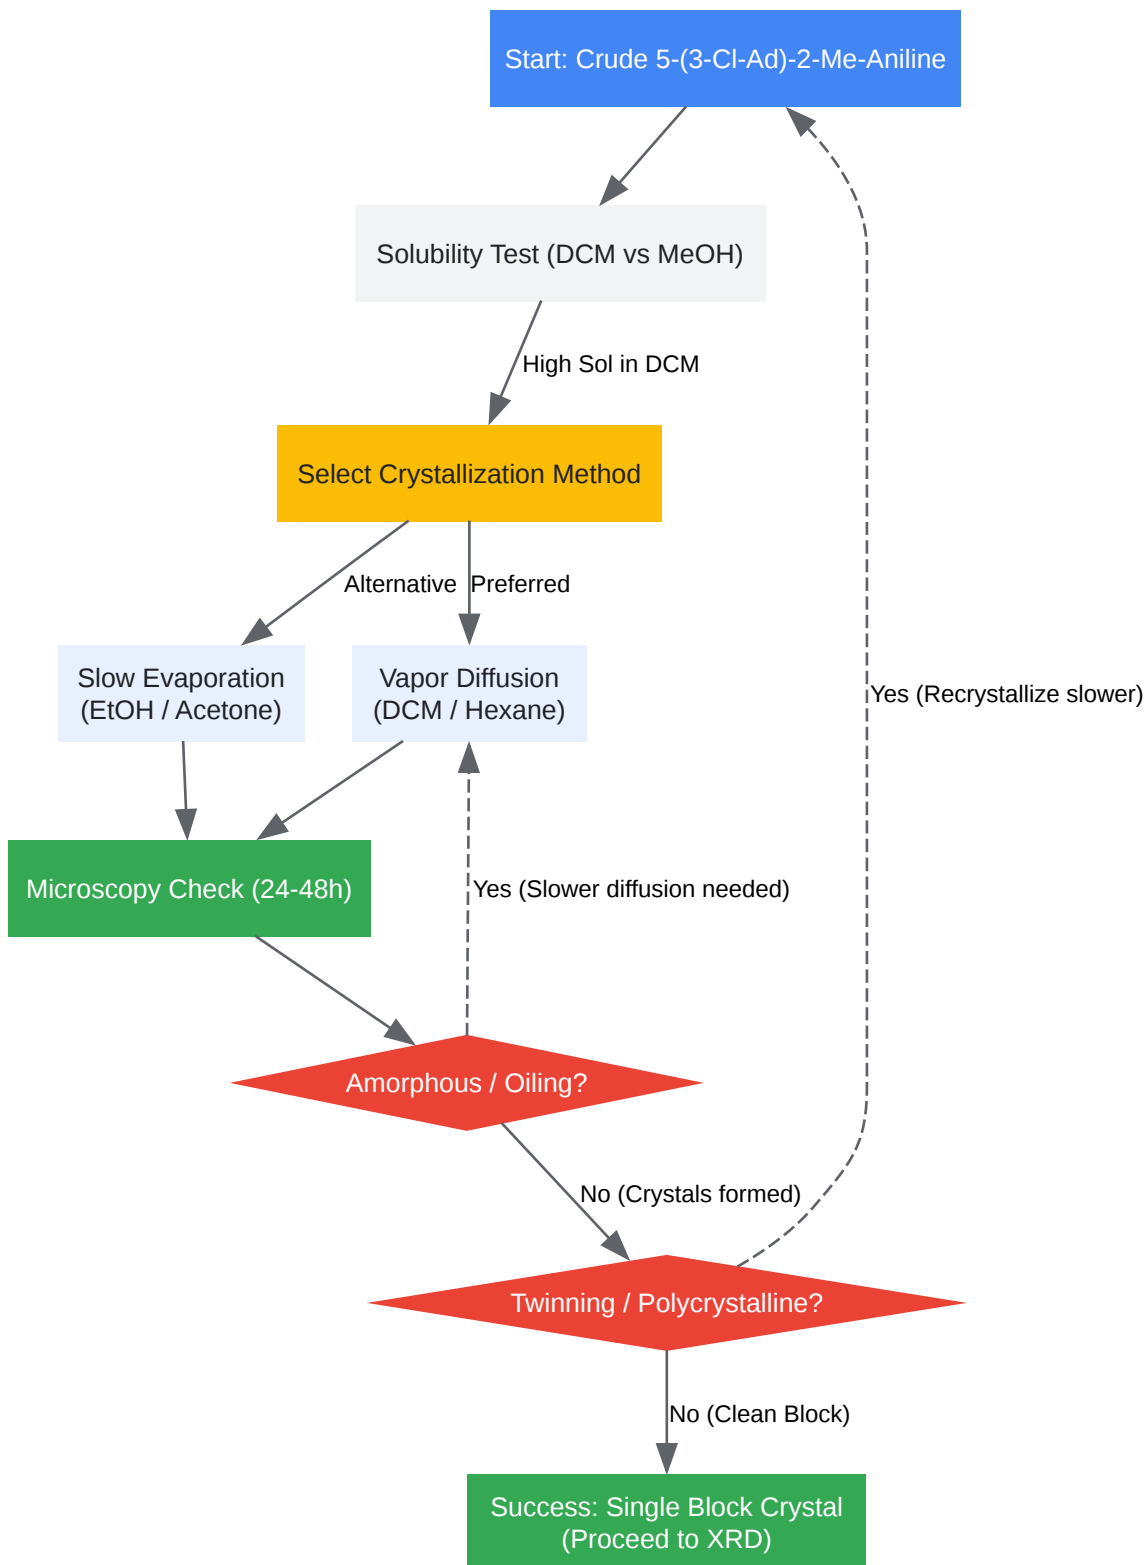 Start: Crude 5-(3-Cl-Ad)-2-Me-Aniline
Solubility Test (DCM vs MeOH)
High Sol in DCM
Select Crystallization Method
Alternative
Preferred
Slow Evaporation
(EtOH / Acetone)
Vapor Diffusion
(DCM / Hexane)
Yes (Recrystallize slower)
Microscopy Check (24-48h)
Yes (Slower diffusion needed)
Amorphous / Oiling?
No (Crystals formed)
Twinning / Polycrystalline?
No (Clean Block)
Success: Single Block Crystal
(Proceed to XRD)